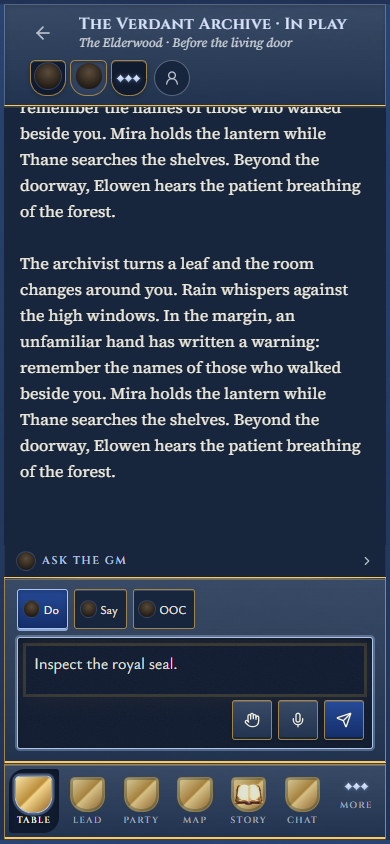 The Verdant Archive · In play
The Elderwood · Before the living door
remember the names of those who walked
beside you. Mira holds the lantern while
Thane searches the shelves. Beyond the
doorway, Elowen hears the patient breathing
of the forest.
The archivist turns a leaf and the room
changes around you. Rain whispers against
the high windows. In the margin, an
unfamiliar hand has written a warning:
remember the names of those who walked
beside you. Mira holds the lantern while
Thane searches the shelves. Beyond the
doorway, Elowen hears the patient breathing
of the forest.
ASK THE GM
Do Say OOC
Inspect the royal seal.
TABLE LEAD PARTY MAP STORY CHAT MORE